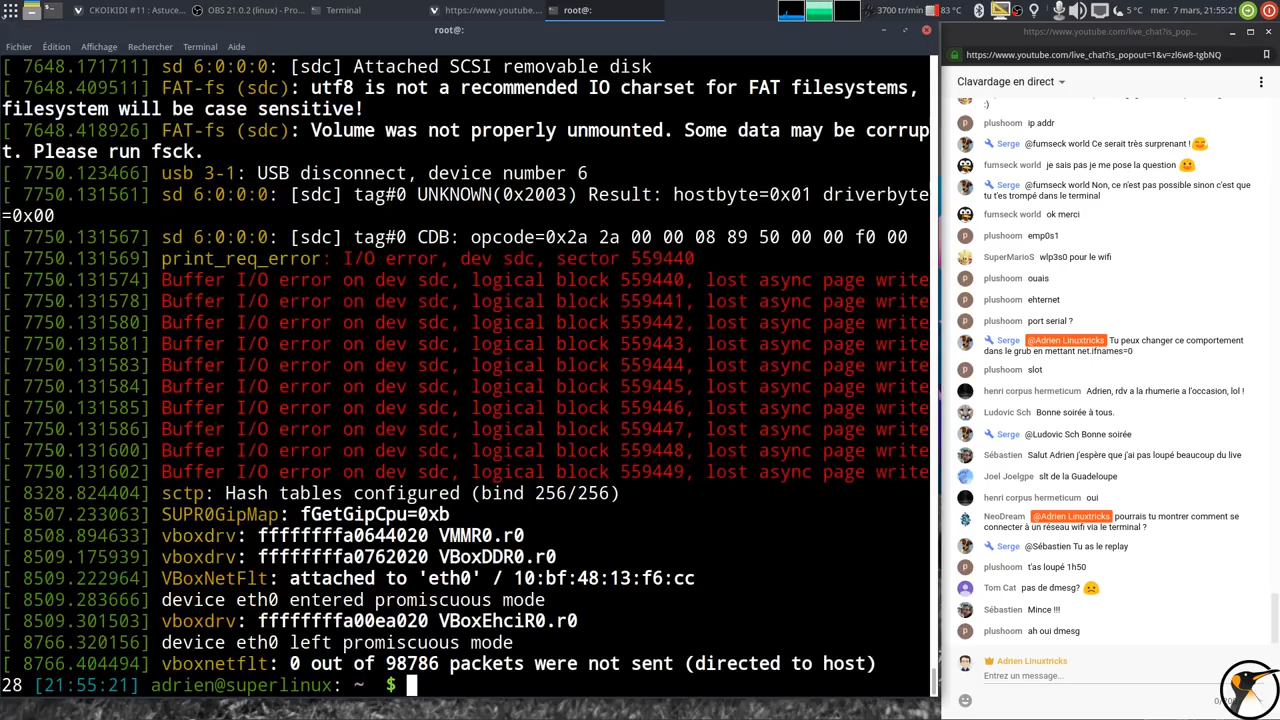 CKOIKIDI #11 : Astuce...
OBS 21.0.2 (linux) - Pro...
Terminal
https://www.youtube....
root@:
3700 tr/min
83 °C
5 °C
mer. 7 mars, 21:55:21
root@:
Fichier Édition Affichage Rechercher Terminal Aide
[ 7648.171711] sd 6:0:0:0: [sdc] Attached SCSI removable disk
[ 7648.409511] FAT-fs (sdc): utf8 is not a recommended IO charset for FAT filesystems,
filesystem will be case sensitive!
[ 7648.418926] FAT-fs (sdc): Volume was not properly unmounted. Some data may be corrup
t. Please run fsck.
[ 7750.123466] usb 3-1: USB disconnect, device number 6
[ 7750.131561] sd 6:0:0:0: [sdc] tag#0 UNKNOWN(0x2003) Result: hostbyte=0x01 driverbyte
=0x00
[ 7750.131567] sd 6:0:0:0: [sdc] tag#0 CDB: opcode=0x2a 2a 00 00 08 89 50 00 00 f0 00
[ 7750.131569] print_req_error: I/O error, dev sdc, sector 559440
[ 7750.131574] Buffer I/O error on dev sdc, logical block 559440, lost async page write
[ 7750.131578] Buffer I/O error on dev sdc, logical block 559441, lost async page write
[ 7750.131580] Buffer I/O error on dev sdc, logical block 559442, lost async page write
[ 7750.131581] Buffer I/O error on dev sdc, logical block 559443, lost async page write
[ 7750.131583] Buffer I/O error on dev sdc, logical block 559444, lost async page write
[ 7750.131584] Buffer I/O error on dev sdc, logical block 559445, lost async page write
[ 7750.131585] Buffer I/O error on dev sdc, logical block 559446, lost async page write
[ 7750.131586] Buffer I/O error on dev sdc, logical block 559447, lost async page write
[ 7750.131600] Buffer I/O error on dev sdc, logical block 559448, lost async page write
[ 7750.131602] Buffer I/O error on dev sdc, logical block 559449, lost async page write
[ 8328.824404] sctp: Hash tables configured (bind 256/256)
[ 8507.233063] SUPR0GipMap: fGetGipCpu=0xb
[ 8508.894633] vboxdrv: ffffffffa0044020 VMMR0.r0
[ 8509.175939] vboxdrv: ffffffffa0762020 VBoxDDR0.r0
[ 8509.222964] VBoxNetFlt: attached to 'eth0' / 10:bf:48:13:f6:cc
[ 8509.283666] device eth0 entered promiscuous mode
[ 8509.301503] vboxdrv: ffffffffa00ea020 VBoxEhciR0.r0
[ 8766.320156] device eth0 left promiscuous mode
[ 8766.404494] vboxnetflt: 0 out of 98786 packets were not sent (directed to host)
28 [21:55:21] adrien@superlinux: ~ $
https://www.youtube.com/live_chat?is_pop...
https://www.youtube.com/live_chat?is_popout=1&v=zl6w8-tgbNQ
Clavardage en direct
:)
plushoom ip addr
Serge @fumseck world Ce serait très surprenant !
fumseck world je sais pas je me pose la question
Serge @fumseck world Non, ce n'est pas possible sinon c'est que
tu t'es trompé dans le terminal
fumseck world ok merci
plushoom emp0s1
SuperMarioS wlp3s0 pour le wifi
plushoom ouais
plushoom ehternet
plushoom port serial ?
Serge @Adrien Linuxtricks Tu peux changer ce comportement
dans le grub en mettant net.ifnames=0
plushoom slot
henri corpus hermeticum Adrien, rdv a la rhumerie a l'occasion, lol !
Ludovic Sch Bonne soirée à tous.
Serge @Ludovic Sch Bonne soirée
Sébastien Salut Adrien j'espère que j'ai pas loupé beaucoup du live
Joel Joelgpe slt de la Guadeloupe
henri corpus hermeticum oui
NeoDream @Adrien Linuxtricks pourrais tu montrer comment se
connecter à un réseau wifi via le terminal ?
Serge @Sébastien Tu as le replay
plushoom t'as loupé 1h50
Tom Cat pas de dmesg?
Sébastien Mince !!!
plushoom ah oui dmesg
Adrien Linuxtricks
Entrez un message...